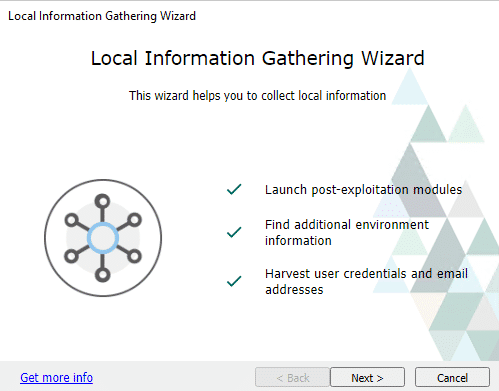 Local Information Gathering Wizard
Local Information Gathering Wizard
This wizard helps you to collect local information
Launch post-exploitation modules
Find additional environment
information
Harvest user credentials and email
addresses
Get more info
< Back
Next >
Cancel